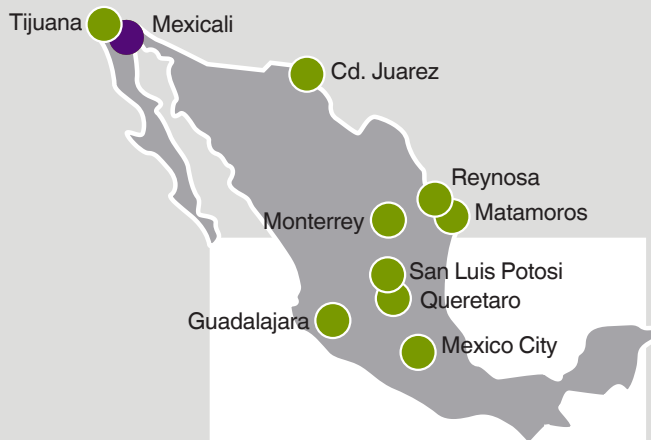 Tijuana
Mexicali
Cd. Juarez
Reynosa
Matamoros
Monterrey
San Luis Potosi
Queretaro
Guadalajara
Mexico City